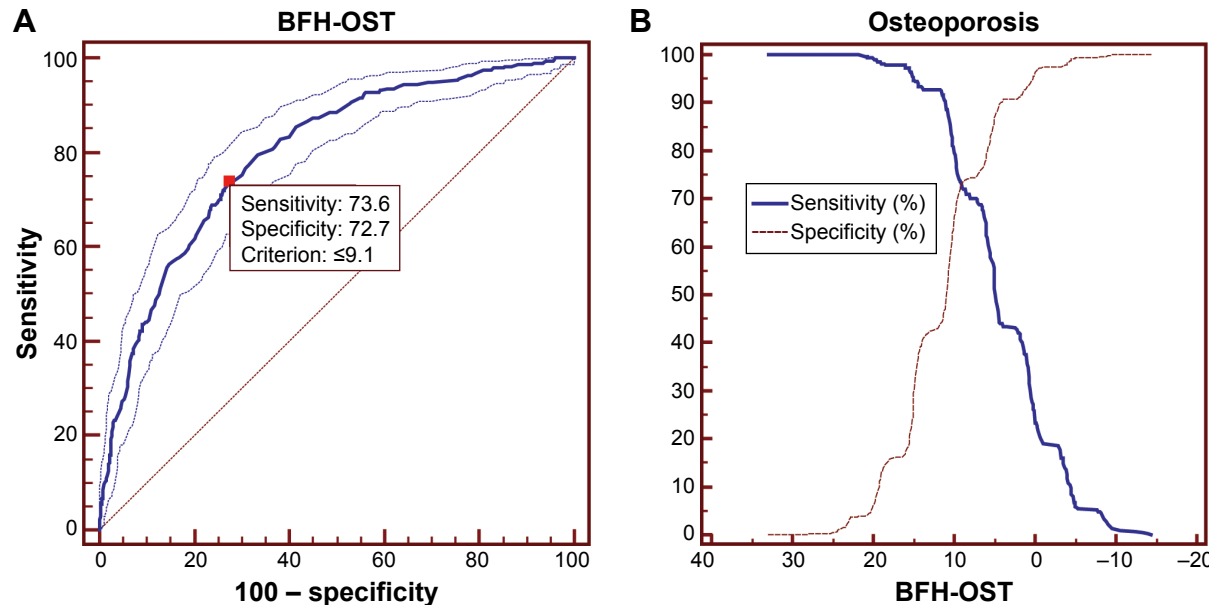 A
BFH-OST
100
80
60
40
20
0
Sensitivity
Sensitivity: 73.6
Specificity: 72.7
Criterion: ≤9.1
0 20 40 60 80 100
100 – specificity
B
Osteoporosis
100
90
80
70
60
50
40
30
20
10
0
Sensitivity (%)
Specificity (%)
40 30 20 10 0 –10 –20
BFH-OST